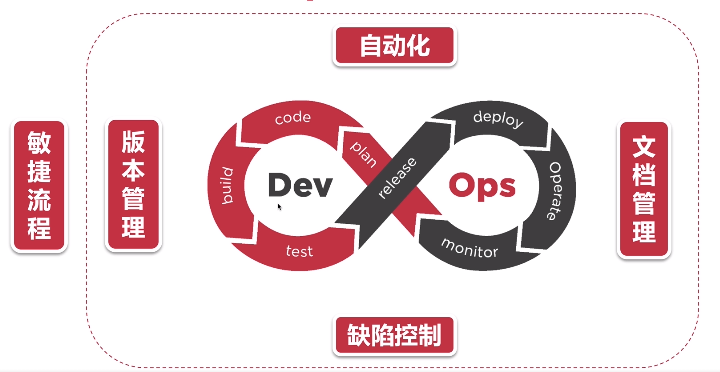 自动化
敏捷流程
版本管理
code
plan
build
Dev
test
release
deploy
Ops
Operate
monitor
文档管理
缺陷控制